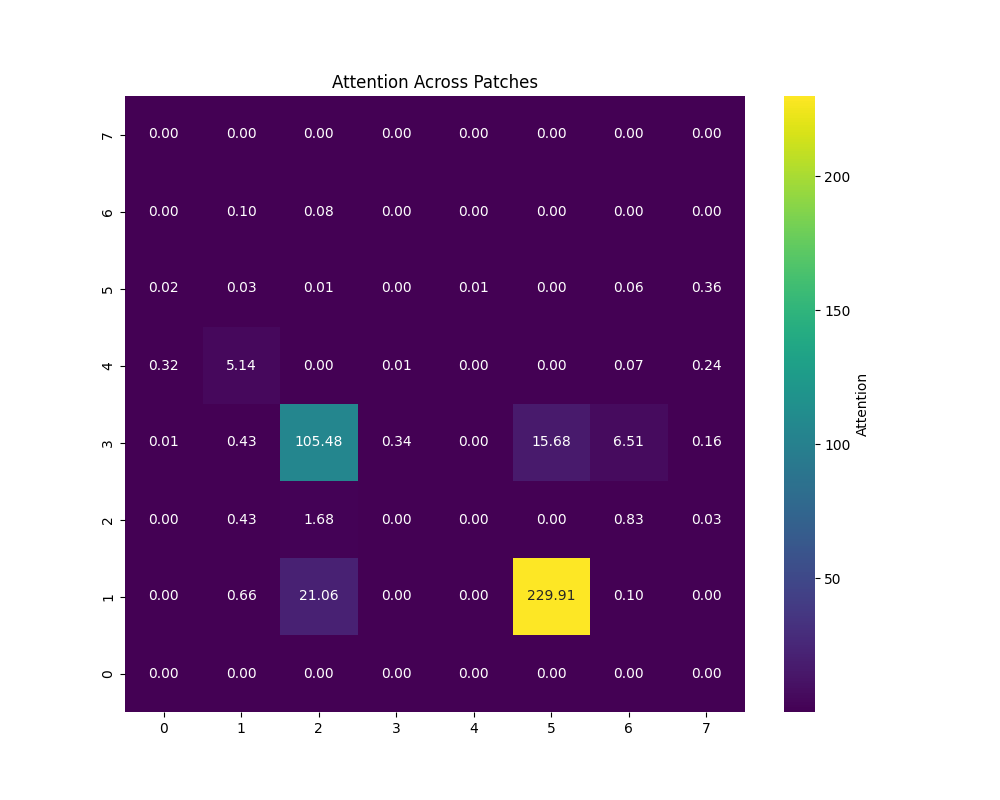 Attention Across Patches
7 0.00 0.00 0.00 0.00 0.00 0.00 0.00 0.00
200
6 0.00 0.10 0.08 0.00 0.00 0.00 0.00 0.00
5 0.02 0.03 0.01 0.00 0.01 0.00 0.06 0.36
150
4 0.32 5.14 0.00 0.01 0.00 0.00 0.07 0.24
Attention
3 0.01 0.43 105.48 0.34 0.00 15.68 6.51 0.16
100
2 0.00 0.43 1.68 0.00 0.00 0.00 0.83 0.03
50
1 0.00 0.66 21.06 0.00 0.00 229.91 0.10 0.00
0 0.00 0.00 0.00 0.00 0.00 0.00 0.00 0.00
0 1 2 3 4 5 6 7